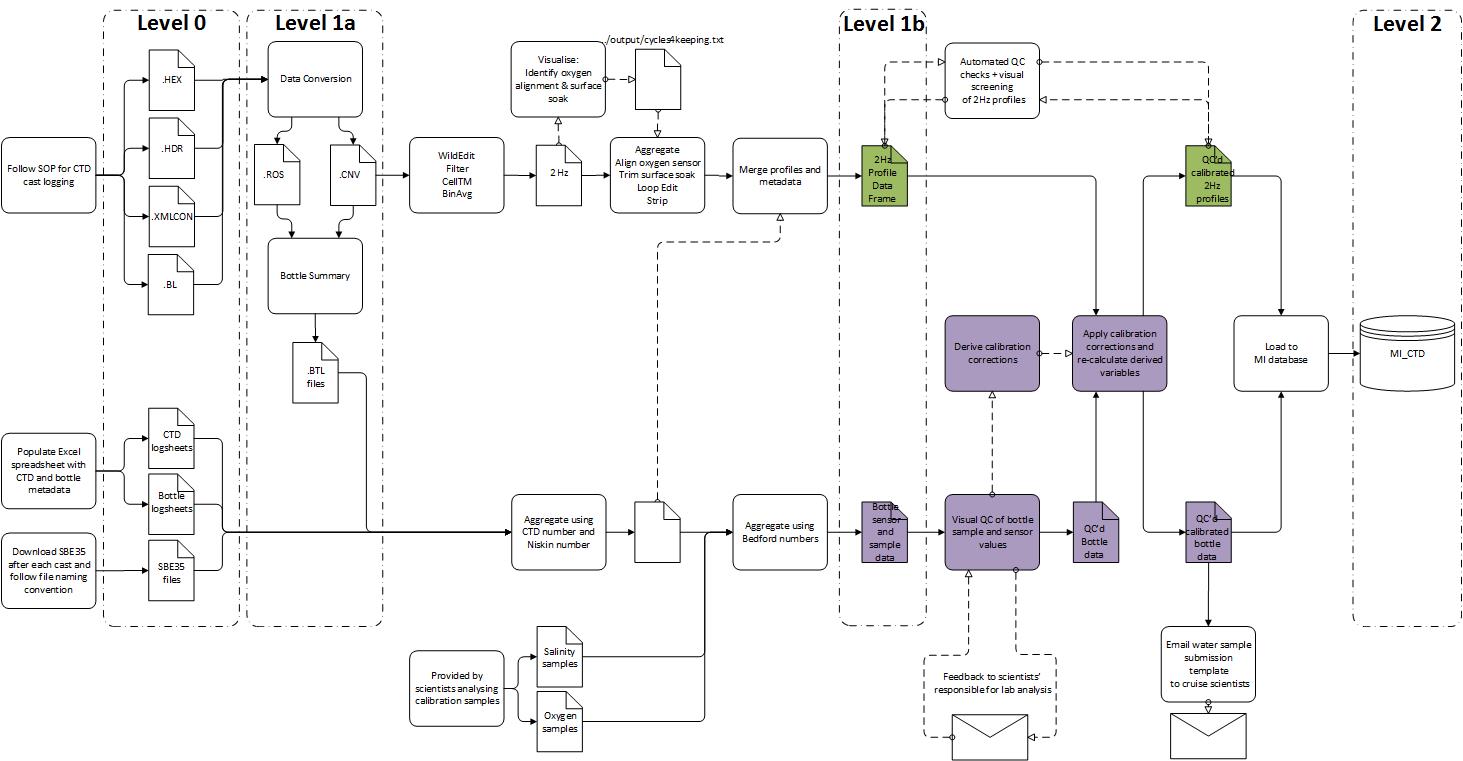 Level 0
Level 1a
Level 1b
Level 2
Follow SOP for CTD
cast logging
.HEX
.HDR
.XMLCON
.BL
Data Conversion
.ROS
.CNV
Bottle Summary
.BTL
files
WildEdit
Filter
CellTM
BinAvg
Visualise:
Identify oxygen
alignment & surface
soak
./output/cycles4keeping.txt
2 Hz
Aggregate
Align oxygen sensor
Trim surface soak
Loop Edit
Strip
Merge profiles and
metadata
2Hz
Profile
Data
Frame
Automated QC
checks + visual
screening
of 2Hz profiles
QC'd
calibrated
2Hz
profiles
Derive calibration
corrections
Apply calibration
corrections and
re-calculate derived
variables
Load to
MI database
MI_CTD
Populate Excel
spreadsheet with
CTD and bottle
metadata
CTD
logsheets
Bottle
logsheets
Download SBE35
after each cast and
follow file naming
convention
SBE35
files
Aggregate using
CTD number and
Niskin number
Aggregate using
Bedford numbers
Bottle
sensor
and
sample
data
Visual QC of bottle
sample and sensor
values
QC'd
Bottle
data
QC'd
calibrated
bottle
data
Provided by
scientists analysing
calibration samples
Salinity
samples
Oxygen
samples
Feedback to scientists'
responsible for lab analysis
Email water sample
submission
template
to cruise scientists